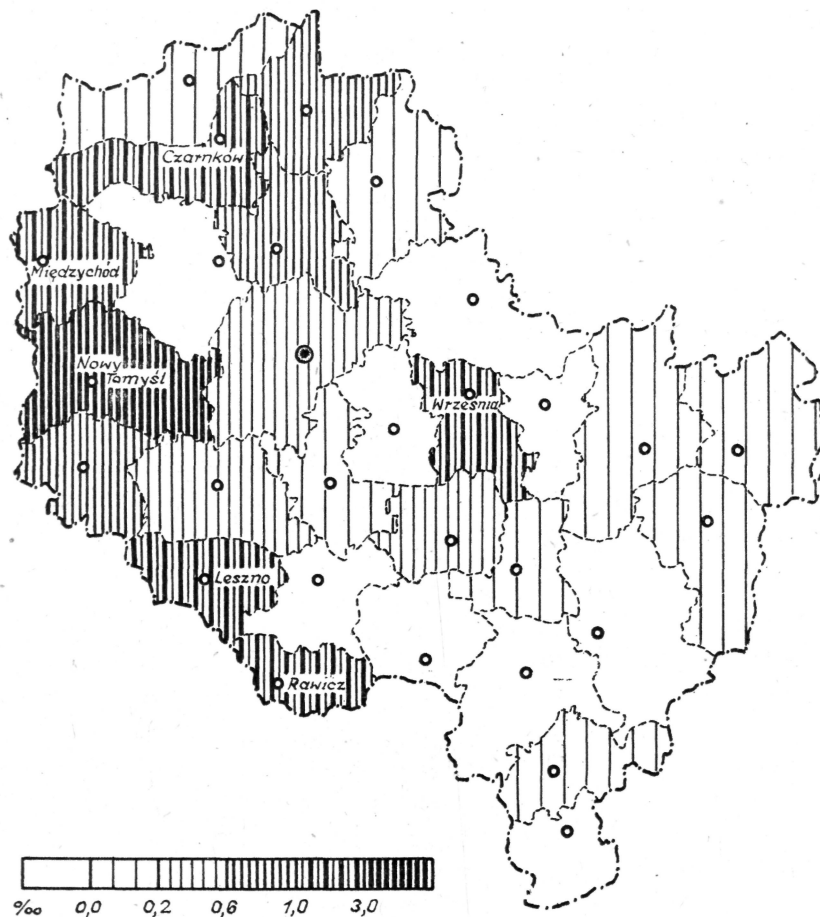 Czarnków
Międzychód
Nowy
Tomyśl
Września
Leszno
Rawicz
‰ 0,0 0,2 0,6 1,0 3,0